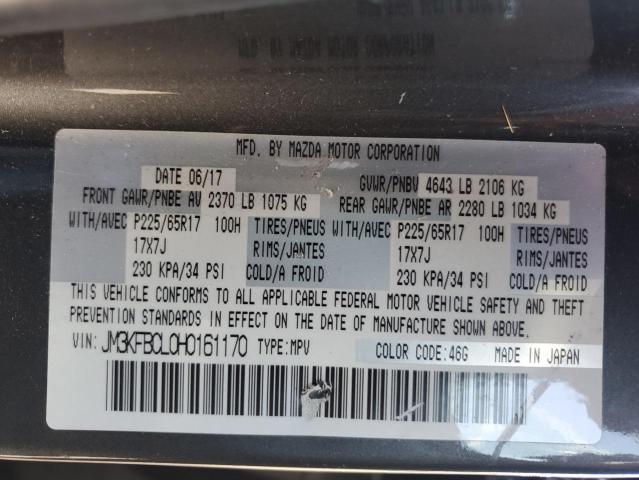 MFD. BY MAZDA MOTOR CORPORATION
DATE 06/17 GVWR/PNBV 4643 LB 2106 KG
FRONT GAWR/PNBE AV 2370 LB 1075 KG REAR GAWR/PNBE AR 2280 LB 1034 KG
WITH/AVEC P225/65R17 100H TIRES/PNEUS WITH/AVEC P225/65R17 100H TIRES/PNEUS
17X7J RIMS/JANTES 17X7J RIMS/JANTES
230 KPA/34 PSI COLD/A FROID 230 KPA/34 PSI COLD/A FROID
THIS VEHICLE CONFORMS TO ALL APPLICABLE FEDERAL MOTOR VEHICLE SAFETY AND THEFT
PREVENTION STANDARDS IN EFFECT ON THE DATE OF MANUFACTURE SHOWN ABOVE.
VIN: JM3KFBCL0H0161170 TYPE:MPV COLOR CODE:46G MADE IN JAPAN